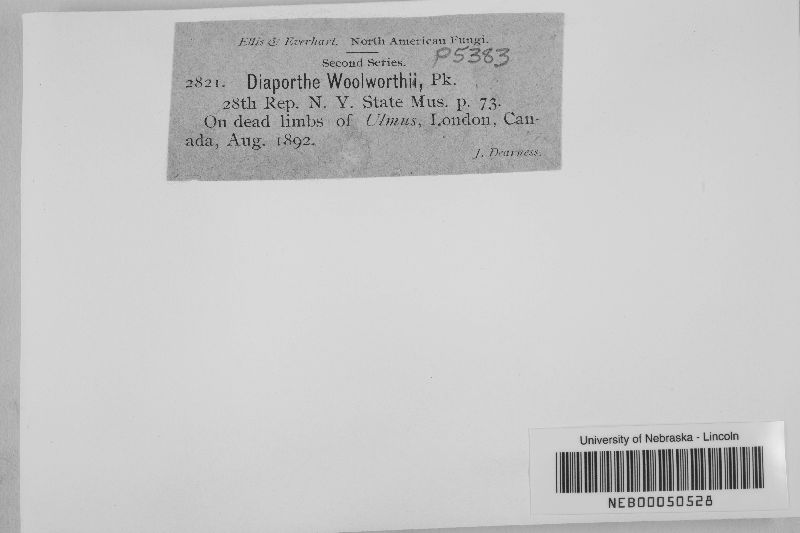 Ellis & Everhart. North American Fungi.
P5383
Second Series.
2821. Diaporthe Woolworthii, Pk.
28th Rep. N. Y. State Mus. p. 73.
On dead limbs of Ulmus, London, Can-
ada, Aug. 1892.
J. Dearness.
University of Nebraska - Lincoln
NEB00050528